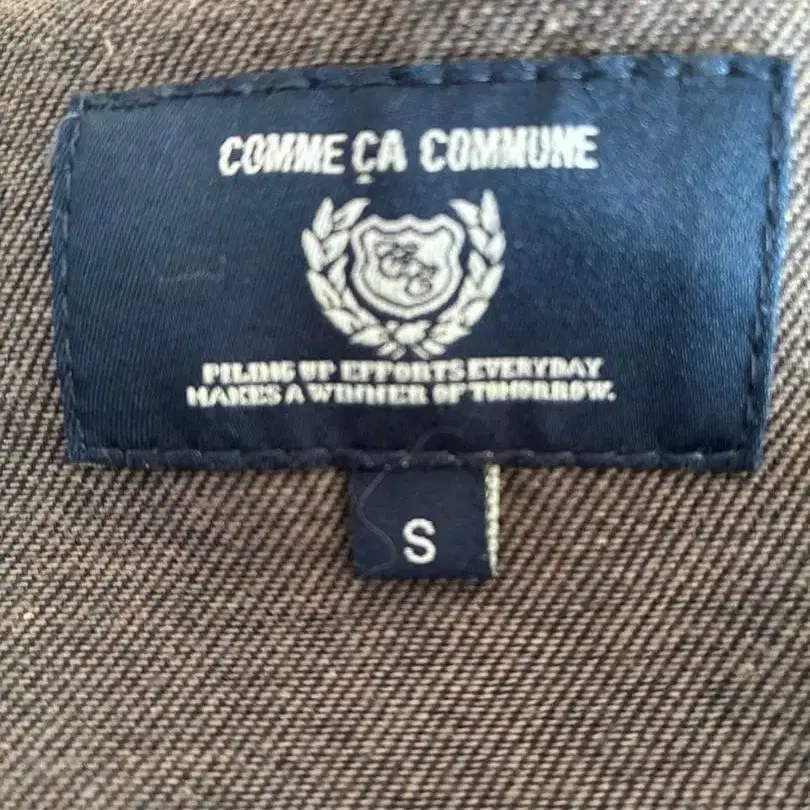 COMME ÇA COMMUNE
PILING UP EFFORTS EVERYDAY
MAKES A WINNER OF TOMORROW.
S